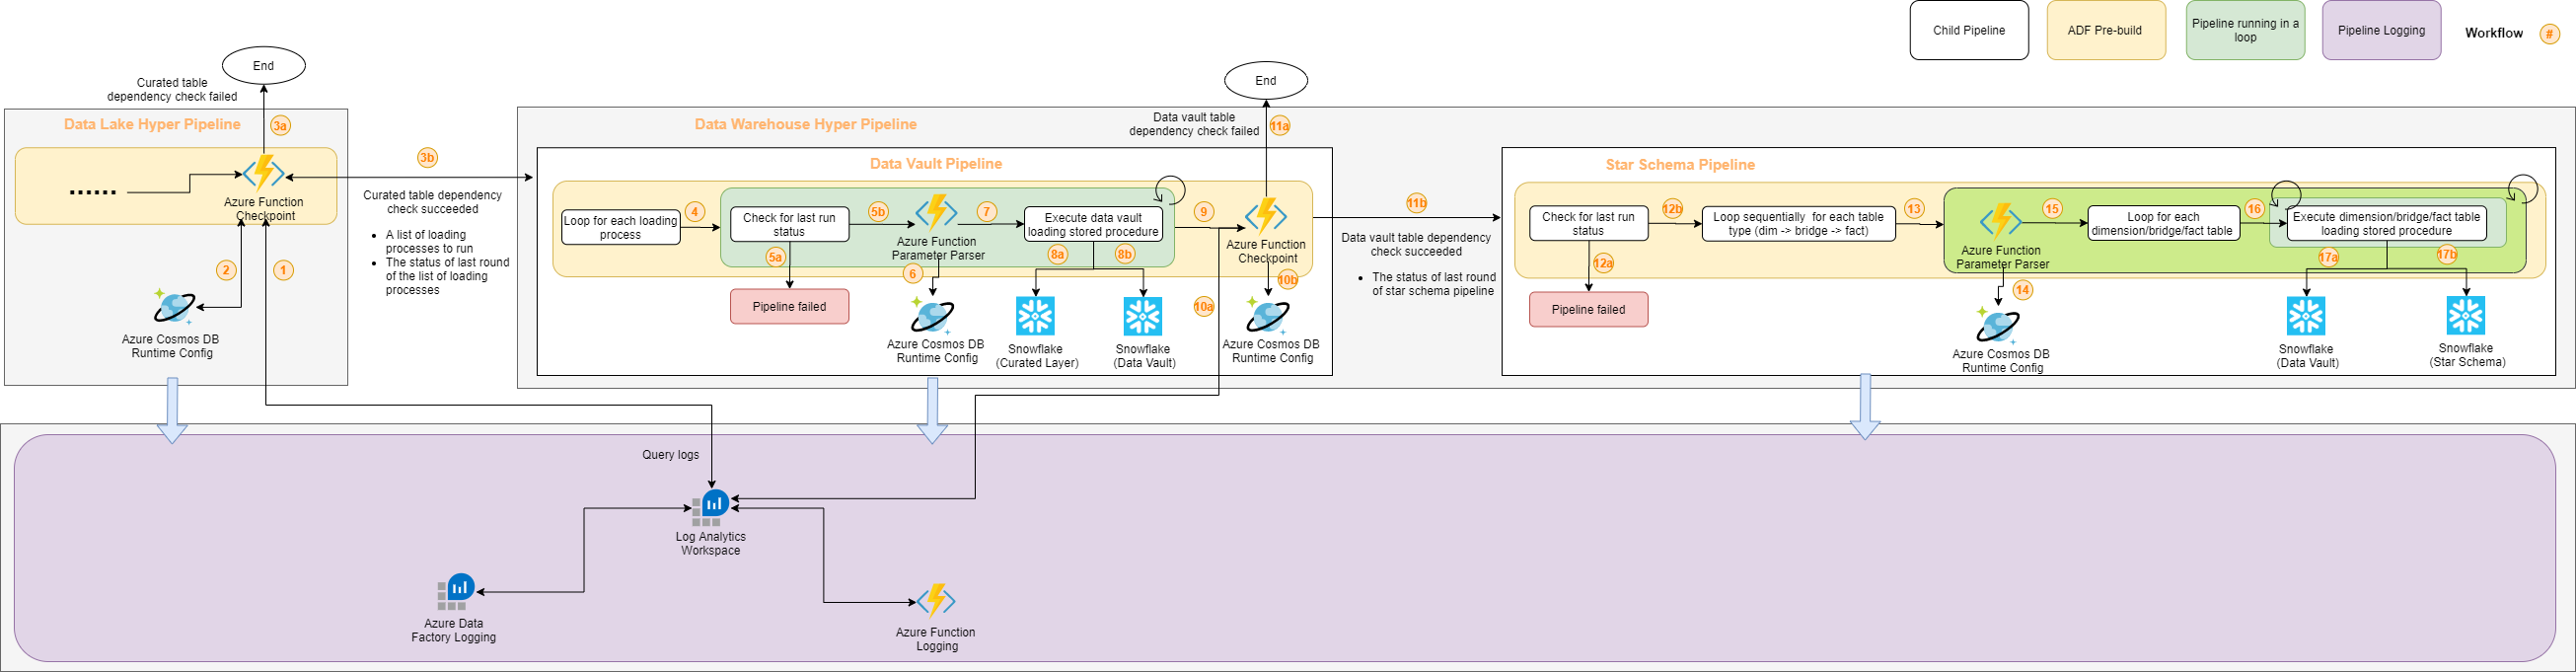 Child Pipeline
ADF Pre-build
Pipeline running in a
loop
Pipeline Logging
Workflow
#
End
Curated table
dependency check failed
3a
Data Lake Hyper Pipeline
......
Azure Function
Checkpoint
2
1
Azure Cosmos DB
Runtime Config
3b
Curated table dependency
check succeeded
• A list of loading
processes to run
• The status of last round
of the list of loading
processes
Data Warehouse Hyper Pipeline
End
Data vault table
dependency check failed
11a
Data Vault Pipeline
Loop for each loading
process
4
Check for last run
status
5a
Pipeline failed
5b
Azure Function
Parameter Parser
6
Azure Cosmos DB
Runtime Config
7
Execute data vault
loading stored procedure
8a
8b
Snowflake
(Curated Layer)
Snowflake
(Data Vault)
9
Azure Function
Checkpoint
10a
10b
Azure Cosmos DB
Runtime Config
11b
Data vault table dependency
check succeeded
• The status of last round
of star schema pipeline
Star Schema Pipeline
Check for last run
status
12a
Pipeline failed
12b
Loop sequentially for each table
type (dim -> bridge -> fact)
13
Azure Function
Parameter Parser
14
Azure Cosmos DB
Runtime Config
15
Loop for each
dimension/bridge/fact table
16
Execute dimension/bridge/fact table
loading stored procedure
17a
17b
Snowflake
(Data Vault)
Snowflake
(Star Schema)
Query logs
Log Analytics
Workspace
Azure Data
Factory Logging
Azure Function
Logging